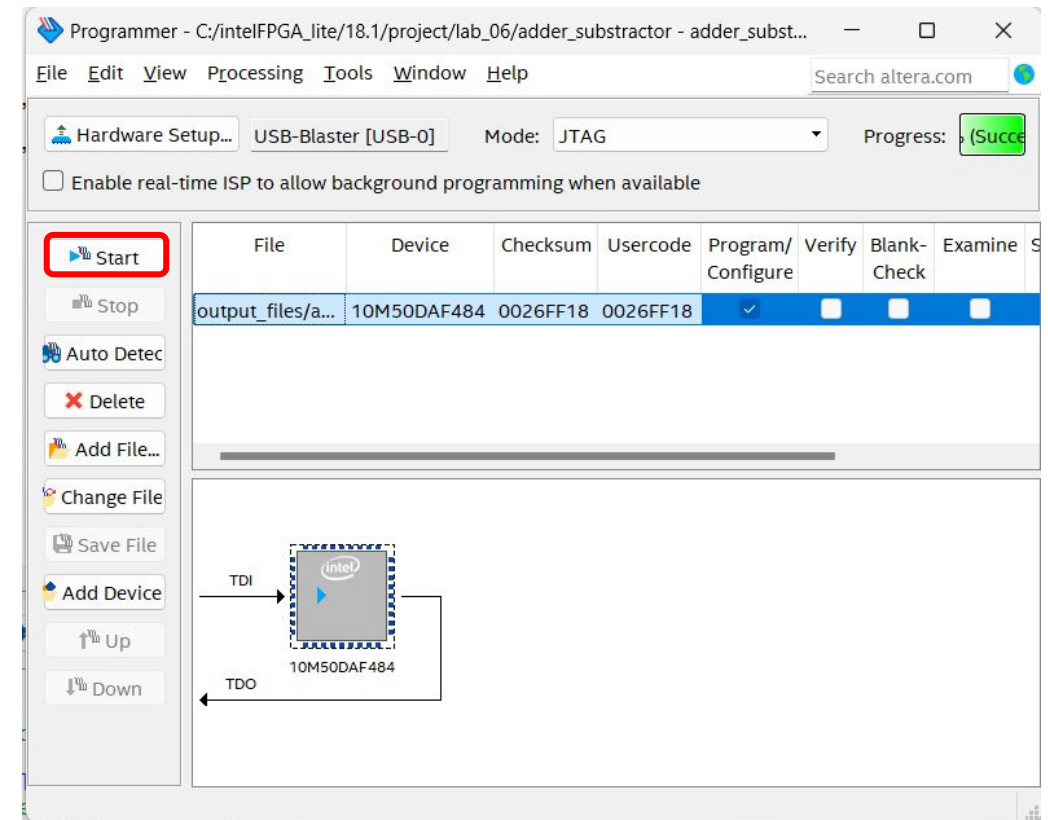 Programmer - C:/intelFPGA_lite/18.1/project/lab_06/adder_substractor - adder_subst...
File Edit View Processing Tools Window Help
Search altera.com
Hardware Setup... USB-Blaster [USB-0] Mode: JTAG Progress: (Succe
Enable real-time ISP to allow background programming when available
Start
Stop
Auto Detec
Delete
Add File...
Change File
Save File
Add Device
Up
Down
File Device Checksum Usercode Program/ Verify Blank- Examine S
Configure Check
output_files/a... 10M50DAF484 0026FF18 0026FF18
intel
TDI
10M50DAF484
TDO